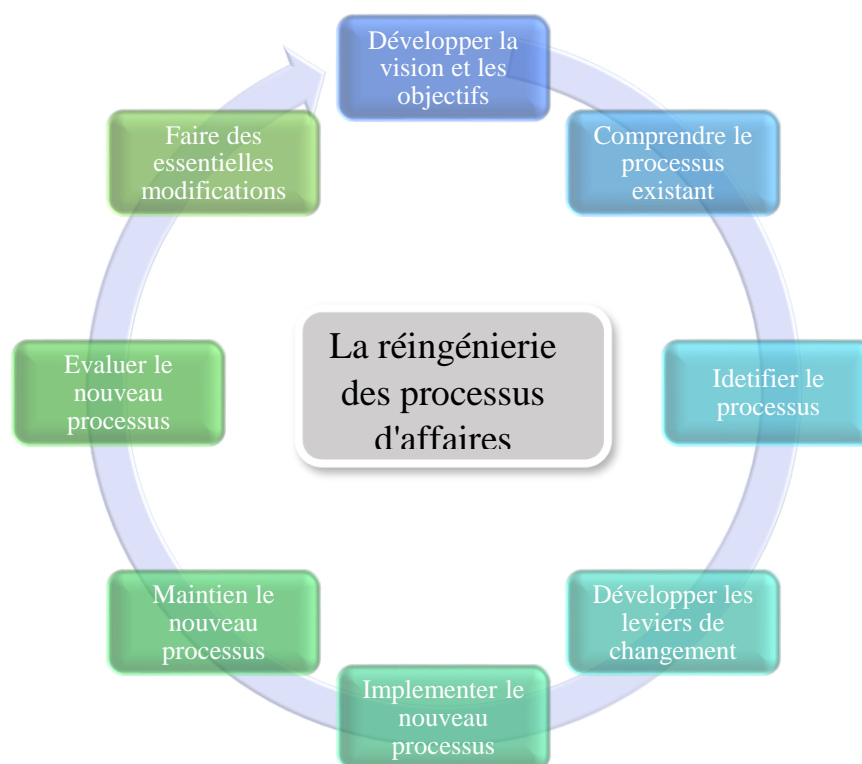 Développer la
vision et les
objectifs
Comprendre le
processus
existant
Idetifier le
processus
Développer les
leviers de
changement
Implementer le
nouveau
processus
Maintien le
nouveau
processus
Evaluer le
nouveau
processus
Faire des
essentielles
modifications
La réingénierie
des processus
d'affaires